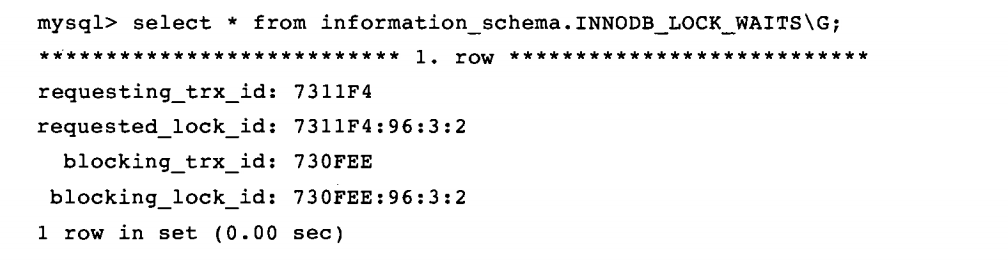 mysql> select * from information_schema.INNODB_LOCK_WAITS\G;
*************************** 1. row ***************************
requesting_trx_id: 7311F4
requested_lock_id: 7311F4:96:3:2
blocking_trx_id: 730FEE
blocking_lock_id: 730FEE:96:3:2
1 row in set (0.00 sec)